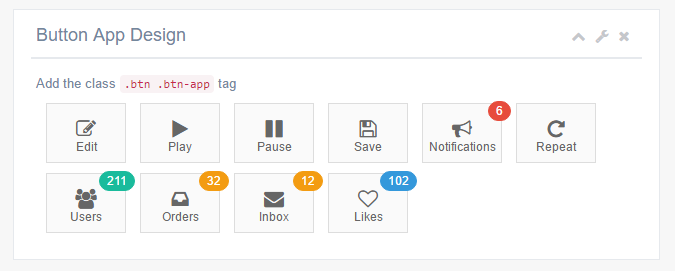 Button App Design
Add the class .btn .btn-app tag
6
Edit Play Pause Save Notifications Repeat
211 32 12 102
Users Orders Inbox Likes